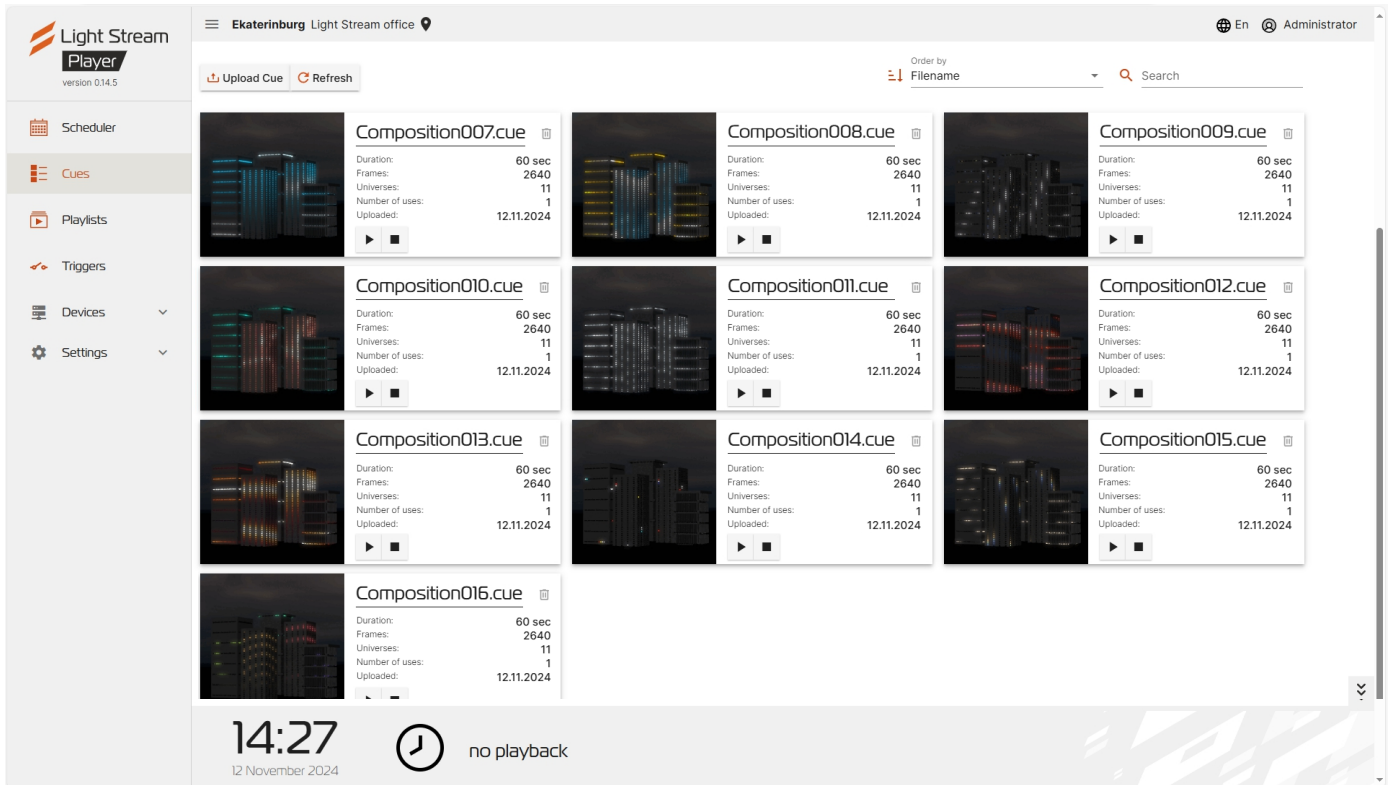 Light Stream
Player
version 0.14.5
Ekaterinburg Light Stream office
En
Administrator
Scheduler
Cues
Playlists
Triggers
Devices
Settings
Upload Cue
Refresh
Order by
Filename
Search
Composition007.cue
Duration: 60 sec
Frames: 2640
Universes: 11
Number of uses: 1
Uploaded: 12.11.2024
Composition008.cue
Duration: 60 sec
Frames: 2640
Universes: 11
Number of uses: 1
Uploaded: 12.11.2024
Composition009.cue
Duration: 60 sec
Frames: 2640
Universes: 11
Number of uses: 1
Uploaded: 12.11.2024
Composition010.cue
Duration: 60 sec
Frames: 2640
Universes: 11
Number of uses: 1
Uploaded: 12.11.2024
Composition011.cue
Duration: 60 sec
Frames: 2640
Universes: 11
Number of uses: 1
Uploaded: 12.11.2024
Composition012.cue
Duration: 60 sec
Frames: 2640
Universes: 11
Number of uses: 1
Uploaded: 12.11.2024
Composition013.cue
Duration: 60 sec
Frames: 2640
Universes: 11
Number of uses: 1
Uploaded: 12.11.2024
Composition014.cue
Duration: 60 sec
Frames: 2640
Universes: 11
Number of uses: 1
Uploaded: 12.11.2024
Composition015.cue
Duration: 60 sec
Frames: 2640
Universes: 11
Number of uses: 1
Uploaded: 12.11.2024
Composition016.cue
Duration: 60 sec
Frames: 2640
Universes: 11
Number of uses: 1
Uploaded: 12.11.2024
14:27
12 November 2024
no playback